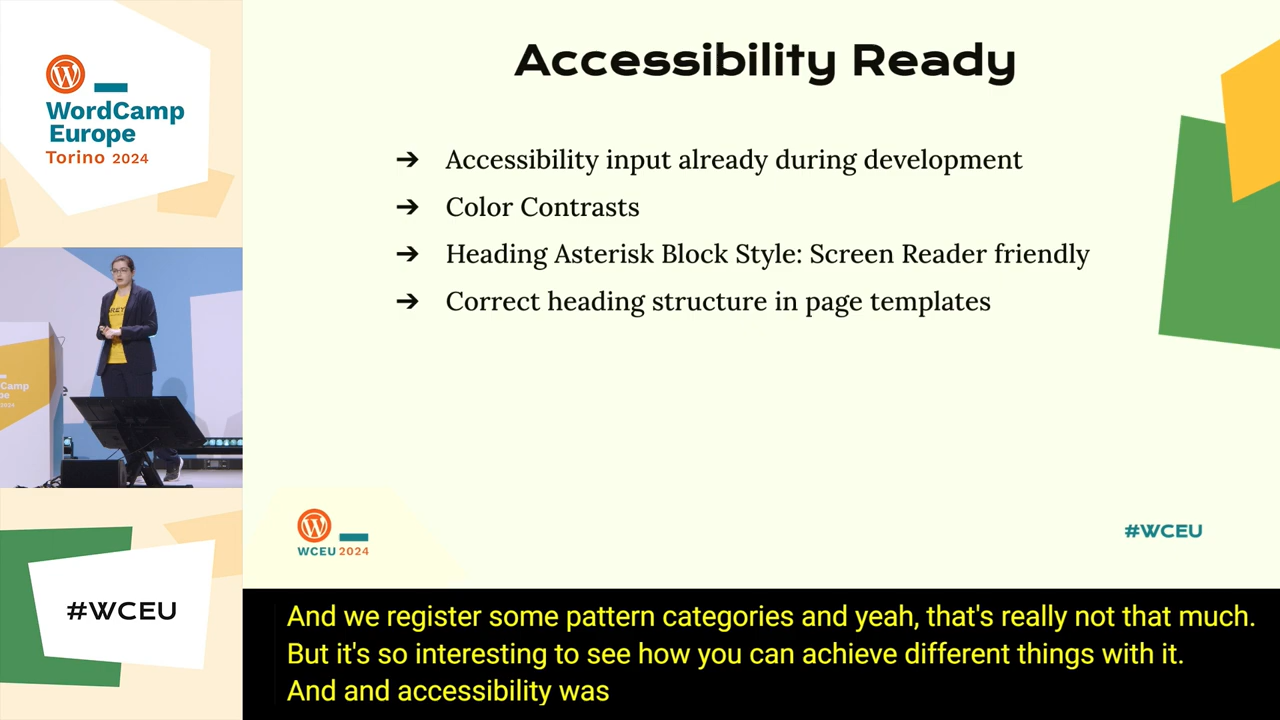 WordCamp
Europe
Torino 2024
#WCEU
Accessibility Ready
➔ Accessibility input already during development
➔ Color Contrasts
➔ Heading Asterisk Block Style: Screen Reader friendly
➔ Correct heading structure in page templates
WCEU 2024
#WCEU
And we register some pattern categories and yeah, that's really not that much.
But it's so interesting to see how you can achieve different things with it.
And and accessibility was